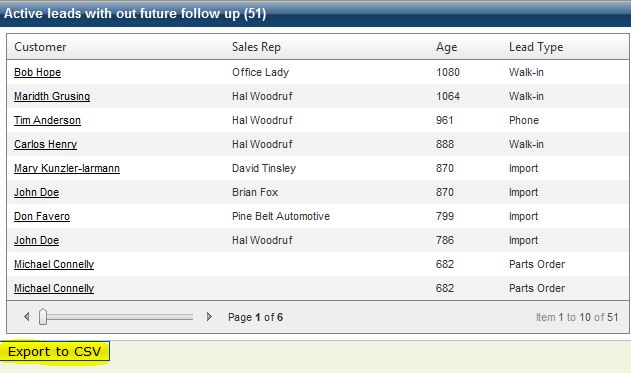 Active leads with out future follow up (51)
Customer Sales Rep Age Lead Type
Bob Hope Office Lady 1080 Walk-in
Maridth Grusing Hal Woodruf 1064 Walk-in
Tim Anderson Hal Woodruf 961 Phone
Carlos Henry Hal Woodruf 888 Walk-in
Mary Kunzler-larmann David Tinsley 870 Import
John Doe Brian Fox 870 Import
Don Favero Pine Belt Automotive 799 Import
John Doe Hal Woodruf 786 Import
Michael Connelly 682 Parts Order
Michael Connelly 682 Parts Order
Page 1 of 6 Item 1 to 10 of 51
Export to CSV